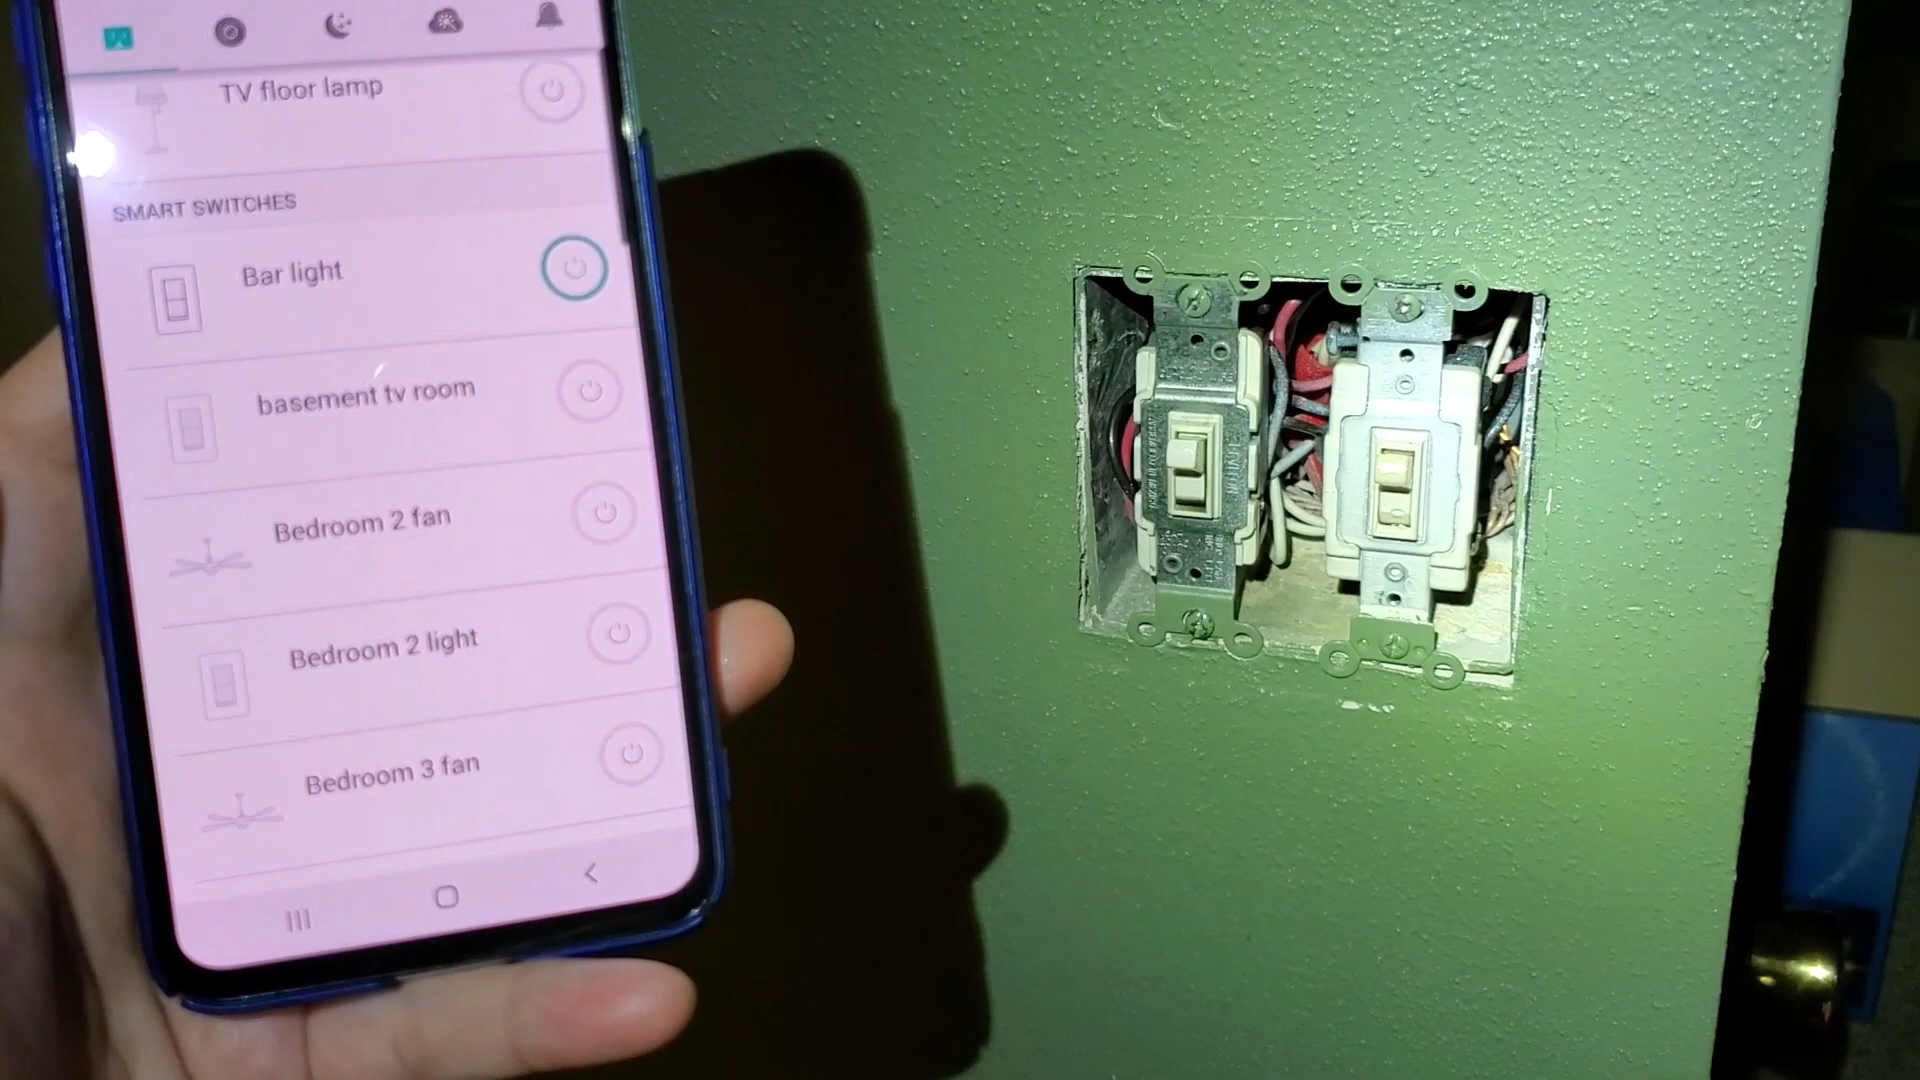 TV floor lamp
SMART SWITCHES
Bar light
basement tv room
Bedroom 2 fan
Bedroom 2 light
Bedroom 3 fan